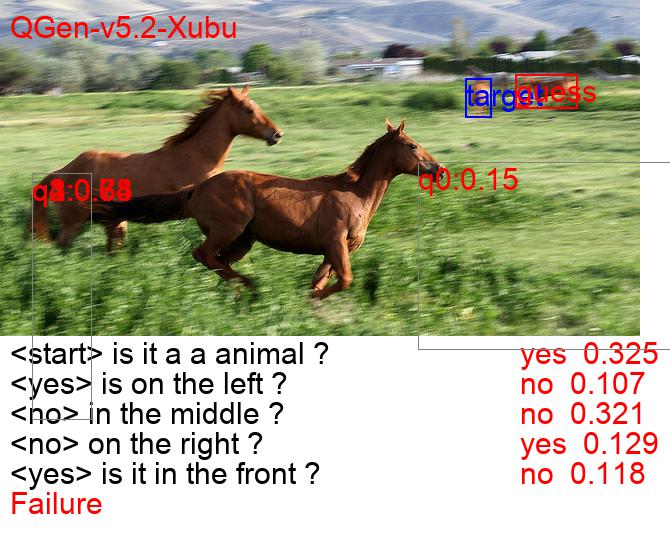 QGen-v5.2-Xubu
target
guess
q0:0.15
<start> is it a a animal ? yes 0.325
<yes> is on the left ? no 0.107
<no> in the middle ? no 0.321
<no> on the right ? yes 0.129
<yes> is it in the front ? no 0.118
Failure